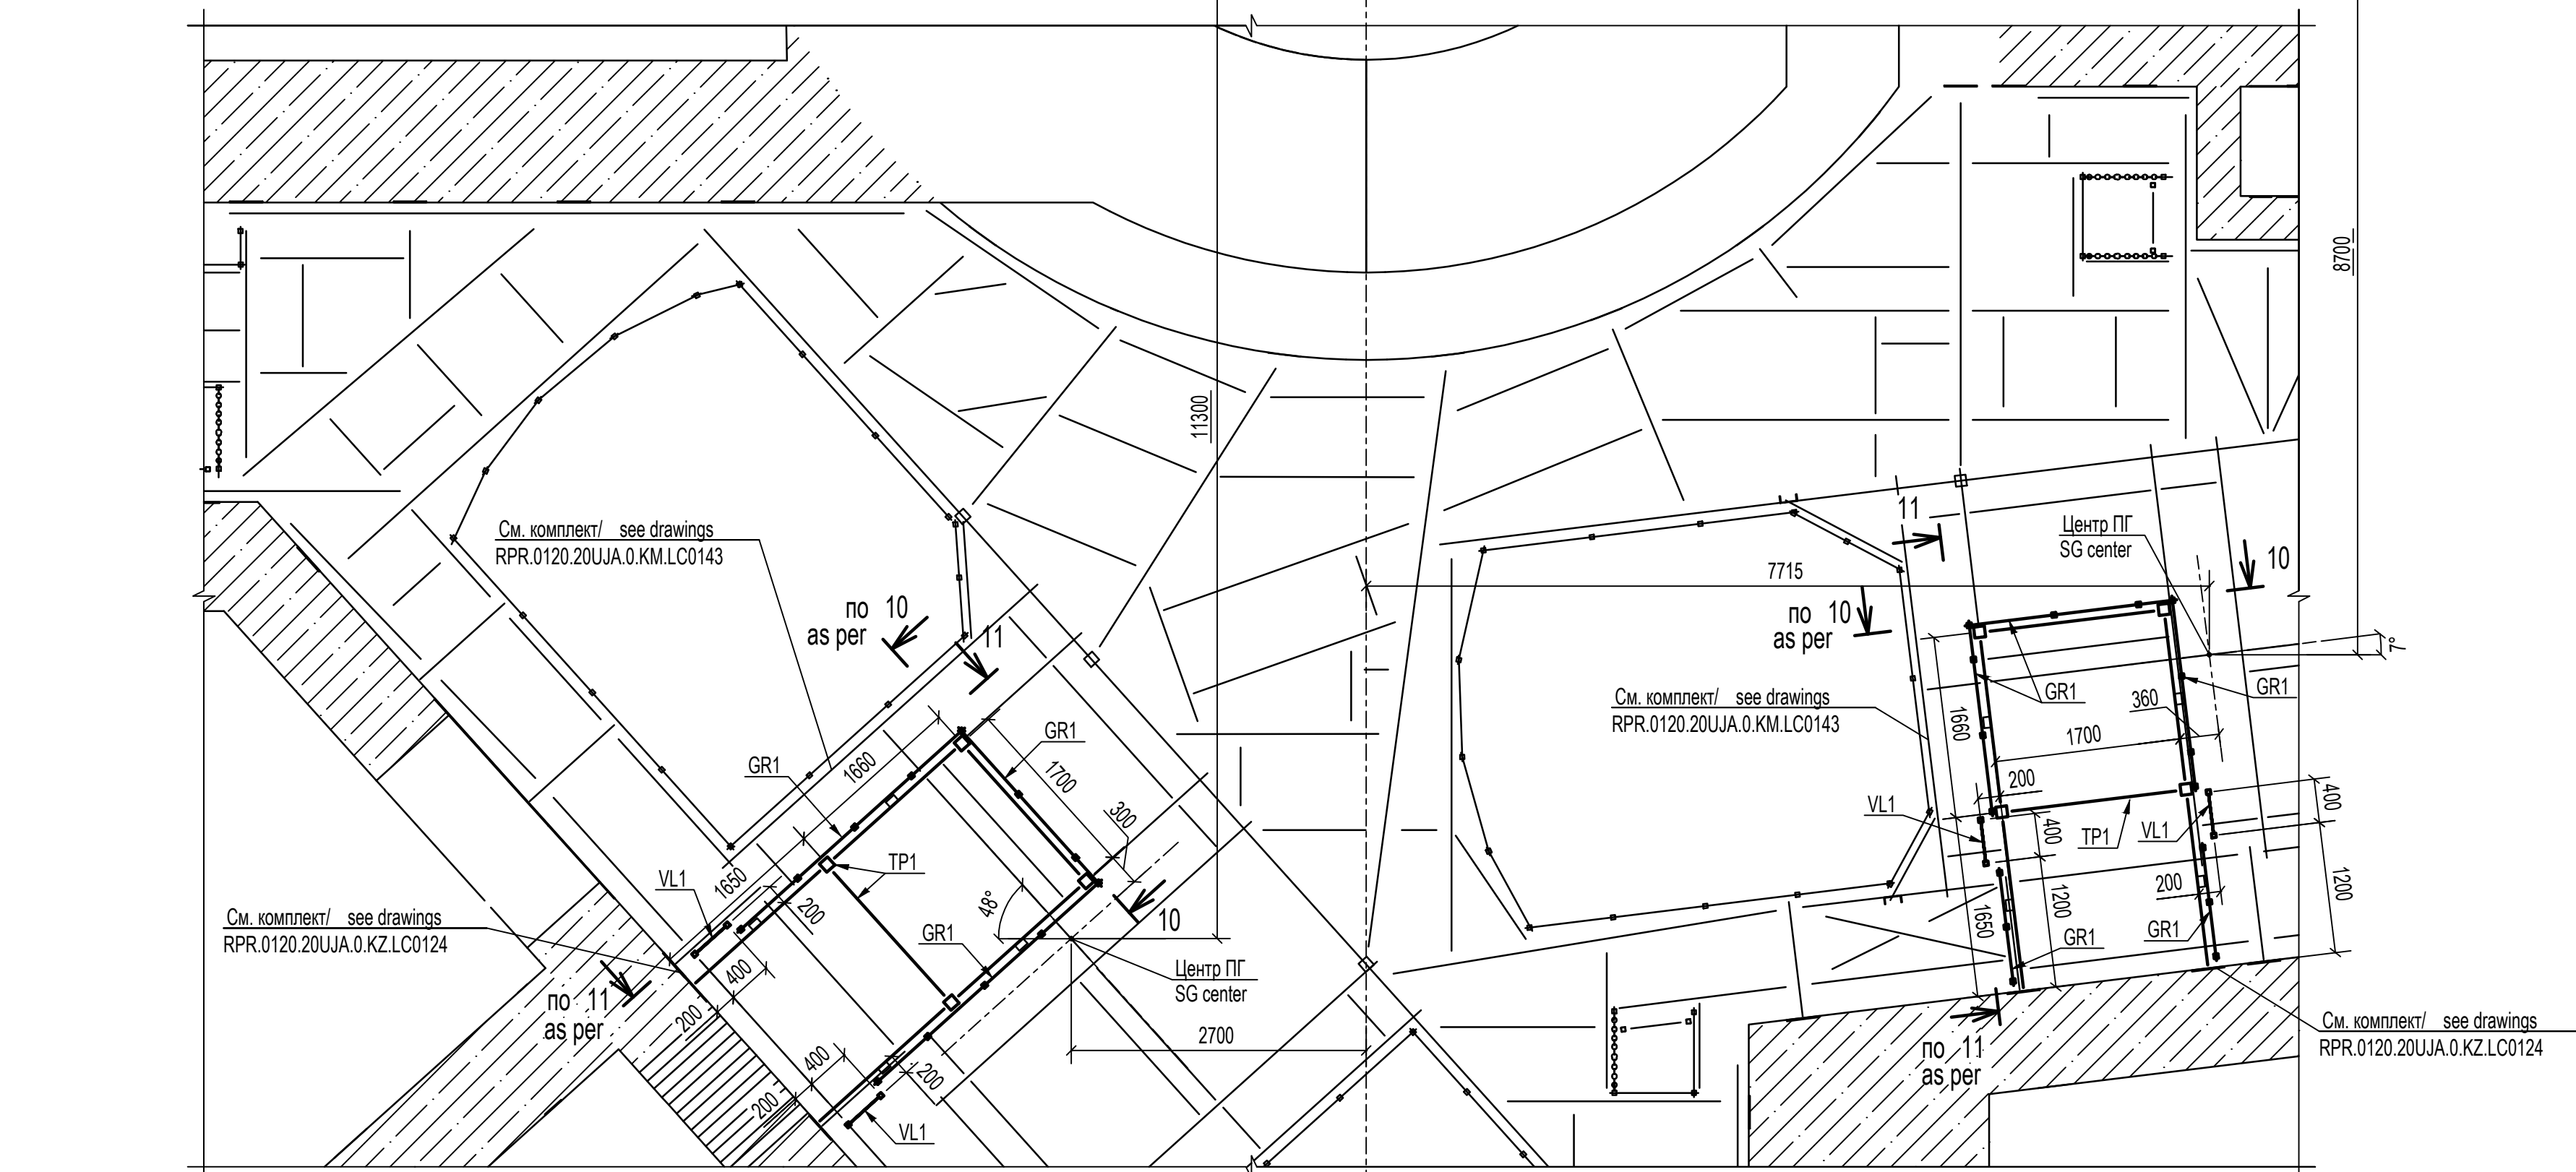 8700
11300
См. комплект/ see drawings
RPR.0120.20UJA.0.KM.LC0143
по 10
as per
11
7715
11
Центр ПГ
SG center
10
по 10
as per
7°
См. комплект/ see drawings
RPR.0120.20UJA.0.KM.LC0143
GR1
GR1
360
1660
1700
200
VL1
400
TP1
VL1
400
200
1200
1200
1650
GR1
GR1
GR1
GR1
1660
1700
300
TP1
VL1
1650
200
48°
10
GR1
См. комплект/ see drawings
RPR.0120.20UJA.0.KZ.LC0124
400
Центр ПГ
SG center
по 11
as per
200
2700
400
200
200
VL1
См. комплект/ see drawings
RPR.0120.20UJA.0.KZ.LC0124
по 11
as per